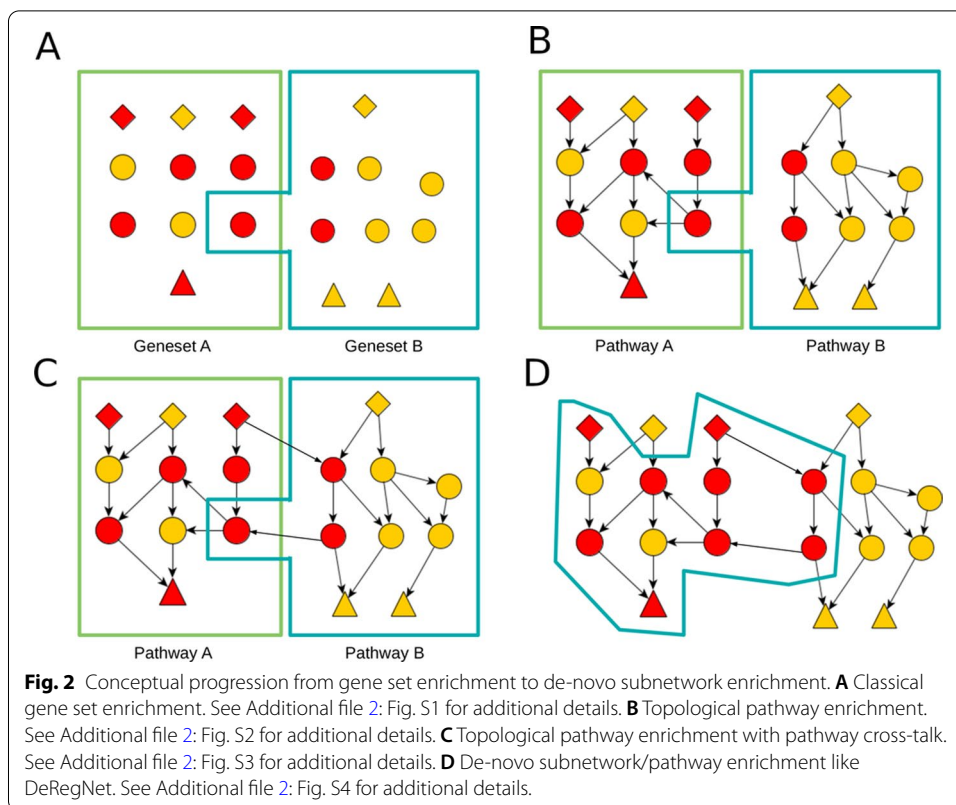 A
B
Geneset A
Geneset B
Pathway A
Pathway B
C
D
Pathway A
Pathway B
Fig. 2 Conceptual progression from gene set enrichment to de-novo subnetwork enrichment. A Classical
gene set enrichment. See Additional file 2: Fig. S1 for additional details. B Topological pathway enrichment.
See Additional file 2: Fig. S2 for additional details. C Topological pathway enrichment with pathway cross-talk.
See Additional file 2: Fig. S3 for additional details. D De-novo subnetwork/pathway enrichment like
DeRegNet. See Additional file 2: Fig. S4 for additional details.